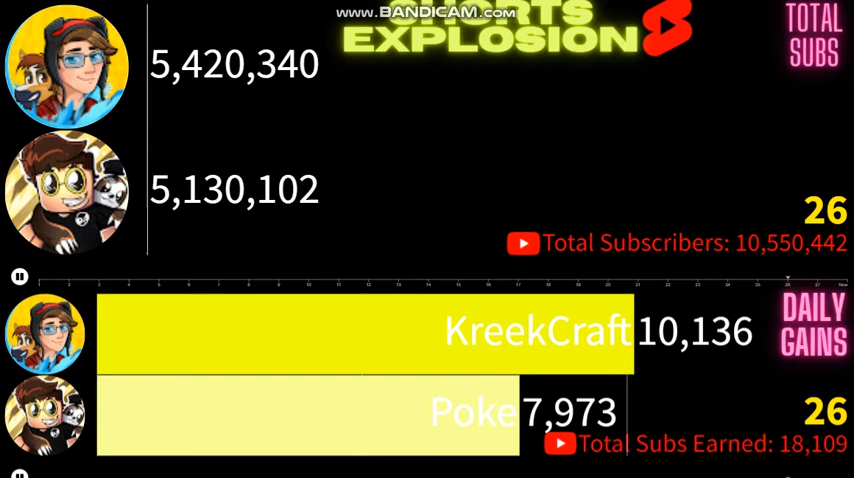 WWW.BANDICAM.COM
SHORTS
EXPLOSION
TOTAL
SUBS
5,420,340
5,130,102
26
Total Subscribers: 10,550,442
DAILY
GAINS
KreekCraft 10,136
Poke 7,973
26
Total Subs Earned: 18,109